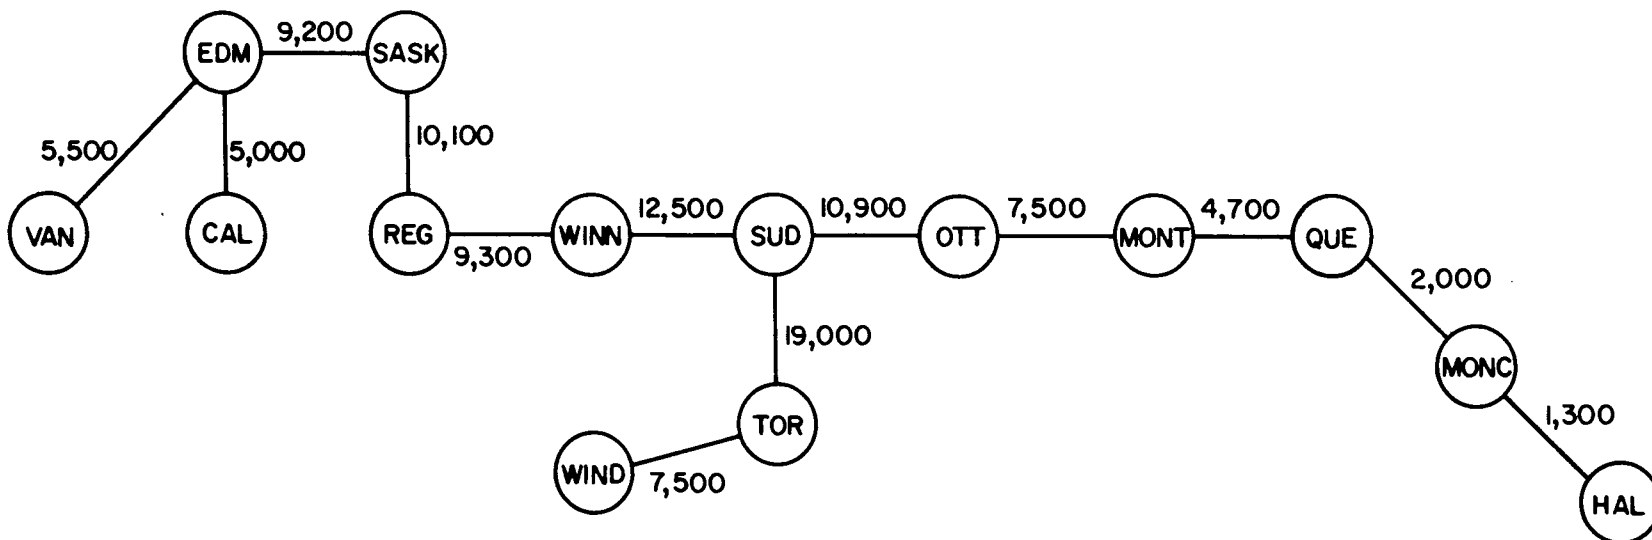 9,200
EDM
SASK
10,100
5,500
5,000
12,500
10,900
7,500
4,700
VAN
CAL
REG
WINN
SUD
OTT
MONT
QUE
9,300
2,000
19,000
MONC
1,300
TOR
WIND
7,500
HAL